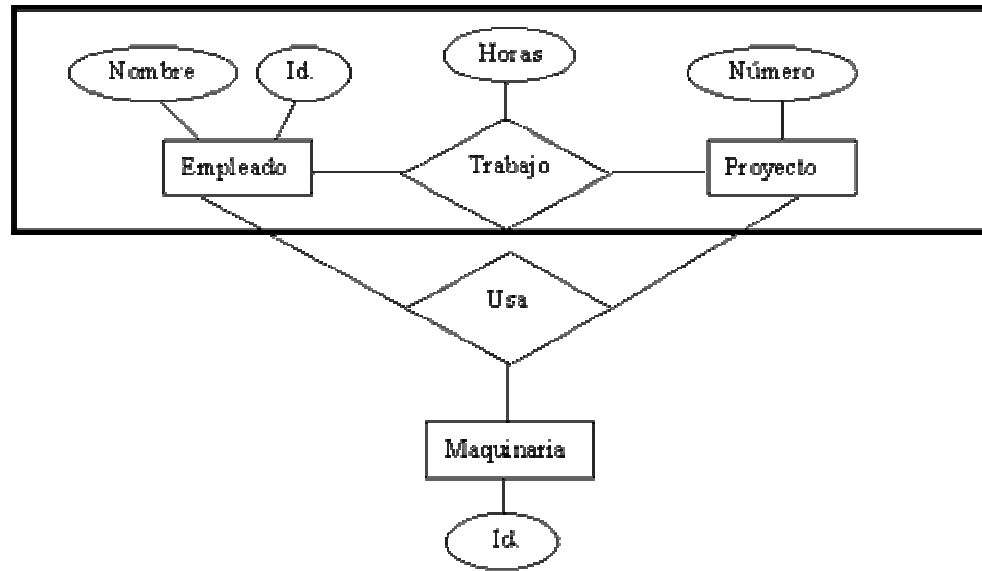 Horas
Nombre
Id.
Número
Empleado
Trabajo
Proyecto
Usa
Maquinaria
Id.